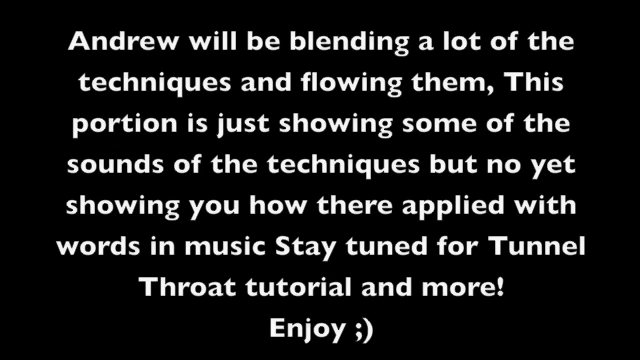 Andrew will be blending a lot of the
techniques and flowing them, This
portion is just showing some of the
sounds of the techniques but no yet
showing you how there applied with
words in music Stay tuned for Tunnel
Throat tutorial and more!
Enjoy ;)